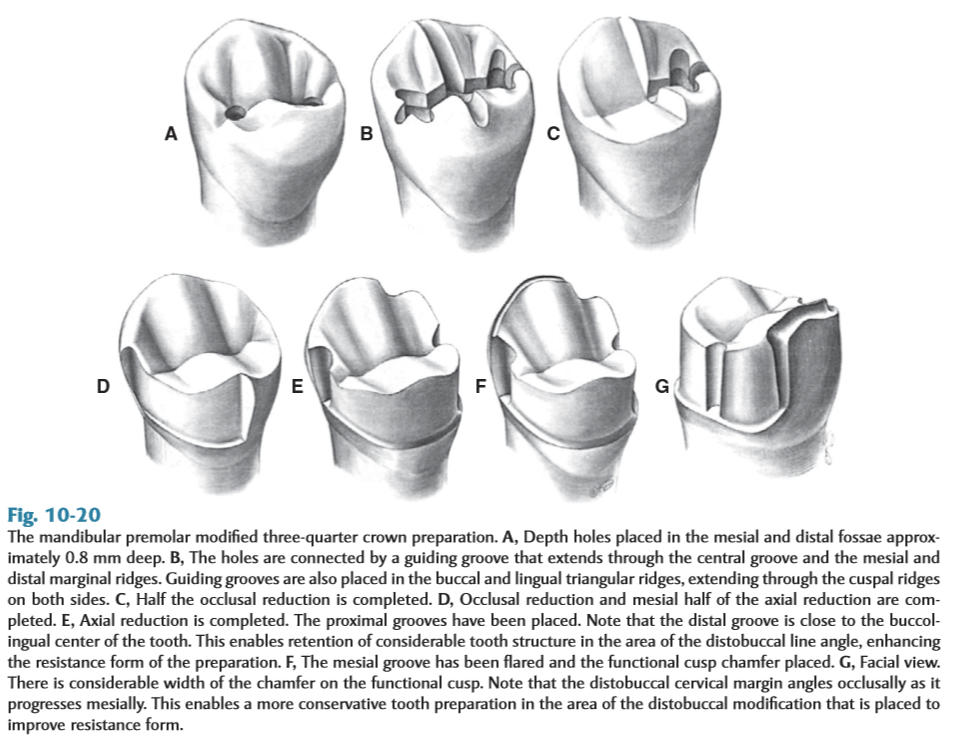 A
B
C
D
E
F
G
Fig. 10-20
The mandibular premolar modified three-quarter crown preparation. A, Depth holes placed in the mesial and distal fossae approx-
imately 0.8 mm deep. B, The holes are connected by a guiding groove that extends through the central groove and the mesial and
distal marginal ridges. Guiding grooves are also placed in the buccal and lingual triangular ridges, extending through the cuspal ridges
on both sides. C, Half the occlusal reduction is completed. D, Occlusal reduction and mesial half of the axial reduction are com-
pleted. E, Axial reduction is completed. The proximal grooves have been placed. Note that the distal groove is close to the buccol-
ingual center of the tooth. This enables retention of considerable tooth structure in the area of the distobuccal line angle, enhancing
the resistance form of the preparation. F, The mesial groove has been flared and the functional cusp chamfer placed. G, Facial view.
There is considerable width of the chamfer on the functional cusp. Note that the distobuccal cervical margin angles occlusally as it
progresses mesially. This enables a more conservative tooth preparation in the area of the distobuccal modification that is placed to
improve resistance form.